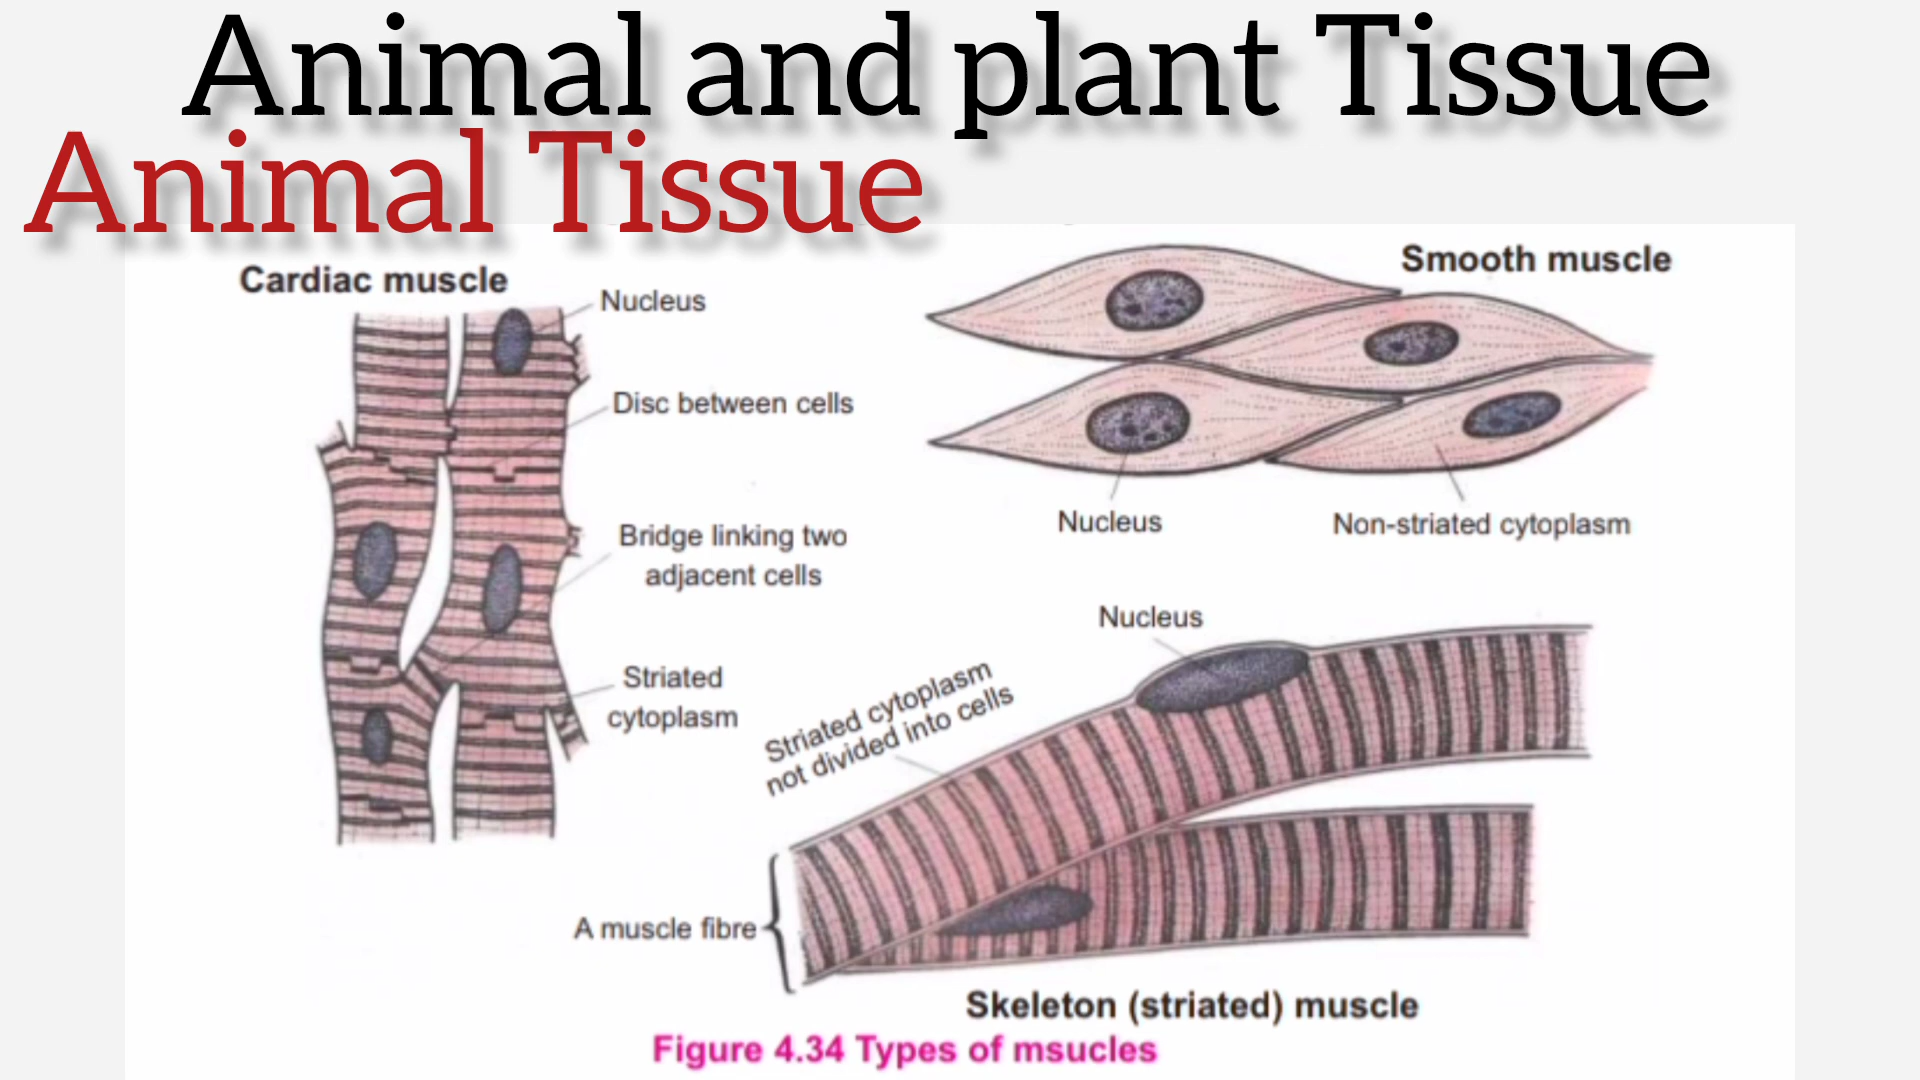 Animal and plant Tissue
Animal Tissue
Cardiac muscle
Nucleus
Disc between cells
Bridge linking two
adjacent cells
Striated
cytoplasm
Smooth muscle
Nucleus
Non-striated cytoplasm
Nucleus
Striated cytoplasm
not divided into cells
A muscle fibre
Skeleton (striated) muscle
Figure 4.34 Types of msucles